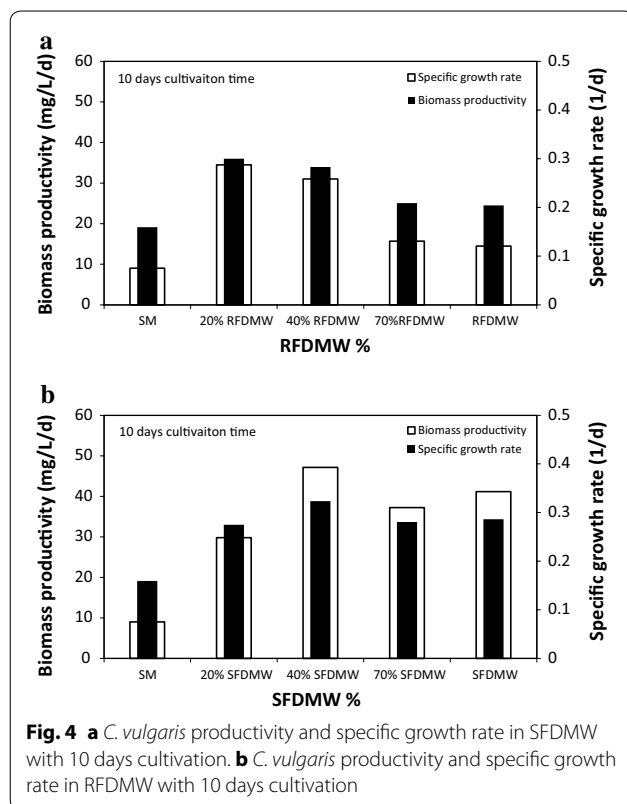 a
Biomass productivity (mg/L/d)
Specific growth rate (1/d)
60
50
40
30
20
10
0
0.5
0.4
0.3
0.2
0.1
0
10 days cultivaiton time
Specific growth rate
Biomass productivity
SM
20% RFDMW
40% RFDMW
70%RFDMW
RFDMW
RFDMW %
b
Biomass productivity (mg/L/d)
Specific growth rate (1/d)
60
50
40
30
20
10
0
0.5
0.4
0.3
0.2
0.1
0
10 days cultivaiton time
Biomass productivity
Specific growth rate
SM
20% SFDMW
40% SFDMW
70% SFDMW
SFDMW
SFDMW %
Fig. 4 a C. vulgaris productivity and specific growth rate in SFDMW
with 10 days cultivation. b C. vulgaris productivity and specific growth
rate in RFDMW with 10 days cultivation